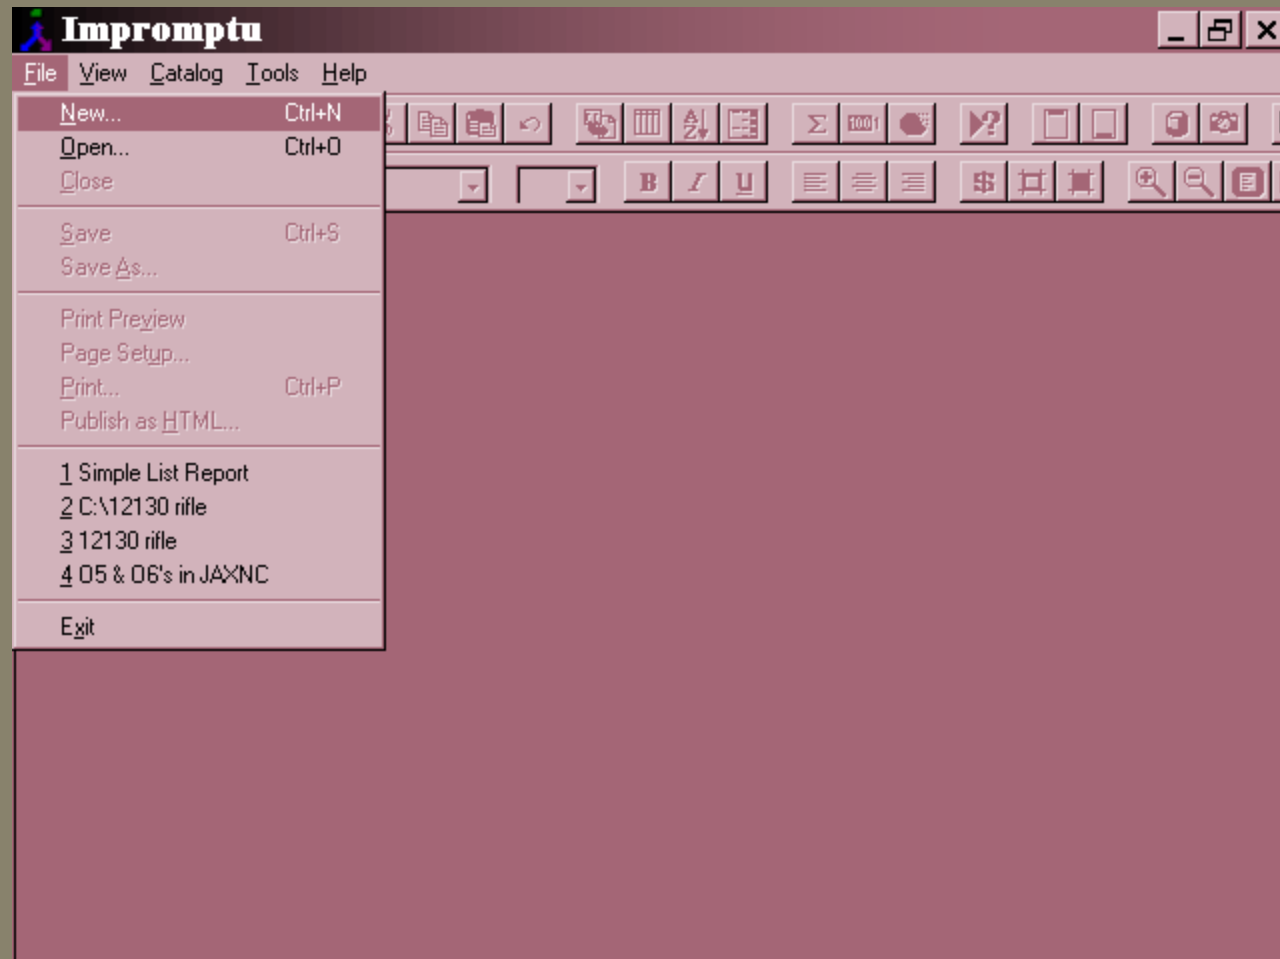 Impromptu
File View Catalog Tools Help
New... Ctrl+N
Open... Ctrl+O
Close
Save Ctrl+S
Save As...
Print Preview
Page Setup...
Print... Ctrl+P
Publish as HTML...
1 Simple List Report
2 C:\12130 rifle
3 12130 rifle
4 O5 & O6's in JAXNC
Exit
B I U